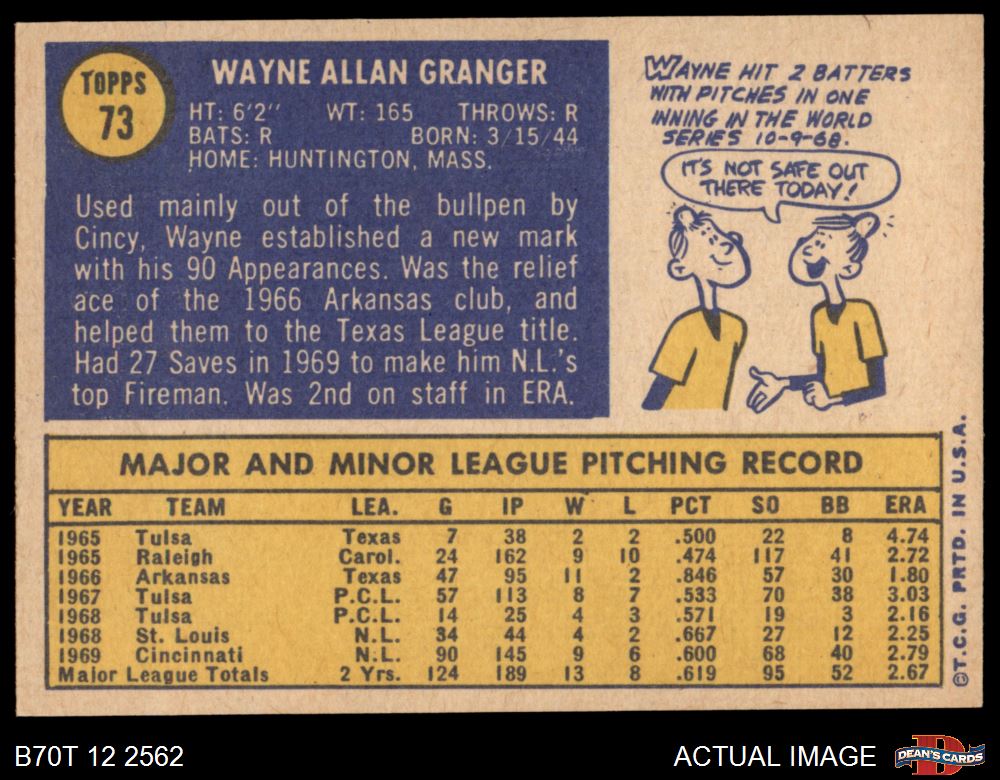 TOPPS
73
WAYNE ALLAN GRANGER
HT: 6'2" WT: 165 THROWS: R
BATS: R BORN: 3/15/44
HOME: HUNTINGTON, MASS.
Used mainly out of the bullpen by
Cincy, Wayne established a new mark
with his 90 Appearances. Was the relief
ace of the 1966 Arkansas club, and
helped them to the Texas League title.
Had 27 Saves in 1969 to make him N.L.'s
top Fireman. Was 2nd on staff in ERA.
WAYNE HIT 2 BATTERS
WITH PITCHES IN ONE
INNING IN THE WORLD
SERIES 10-9-68.
IT'S NOT SAFE OUT
THERE TODAY!
MAJOR AND MINOR LEAGUE PITCHING RECORD
YEAR TEAM LEA. G IP W L PCT SO BB ERA
1965 Tulsa Texas 7 38 2 2 .500 22 8 4.74
1965 Raleigh Carol. 24 162 9 10 .474 117 41 2.72
1966 Arkansas Texas 47 95 11 2 .846 57 30 1.80
1967 Tulsa P.C.L. 57 113 8 7 .533 70 38 3.03
1968 Tulsa P.C.L. 14 25 4 3 .571 19 3 2.16
1968 St. Louis N.L. 34 44 4 2 .667 27 12 2.25
1969 Cincinnati N.L. 90 145 9 6 .600 68 40 2.79
Major League Totals 2 Yrs. 124 189 13 8 .619 95 52 2.67
©T.C.G. PRTD. IN U.S.A.
B70T 12 2562
ACTUAL IMAGE
D
DEAN'S CARDS